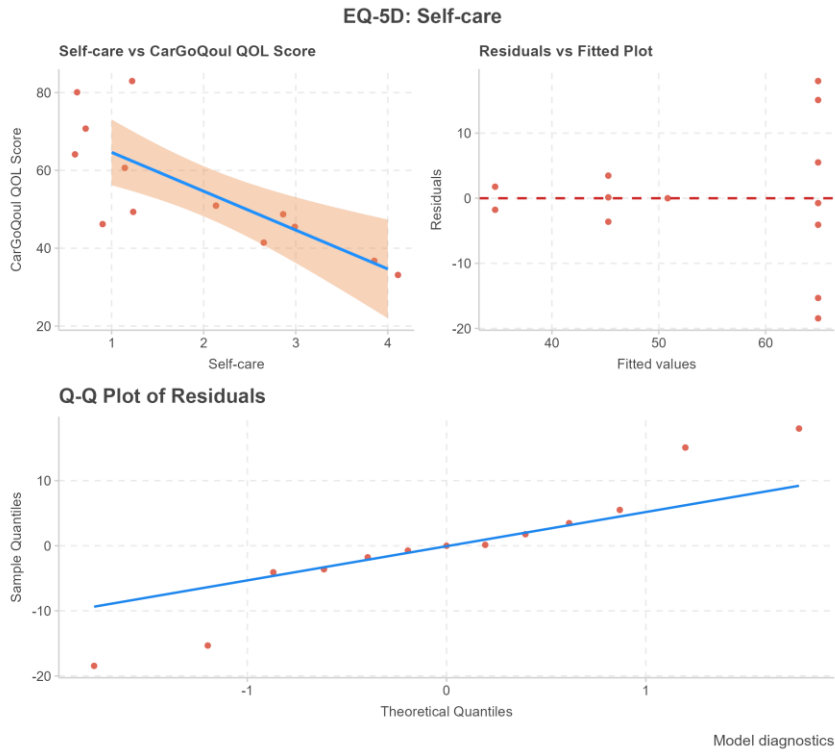 EQ-5D: Self-care
Self-care vs CarGoQoul QOL Score
CarGoQoul QOL Score
80
60
40
20
1 2 3 4
Self-care
Residuals vs Fitted Plot
Residuals
10
0
-10
-20
40 50 60
Fitted values
Q-Q Plot of Residuals
Sample Quantiles
10
0
-10
-20
-1 0 1
Theoretical Quantiles
Model diagnostics